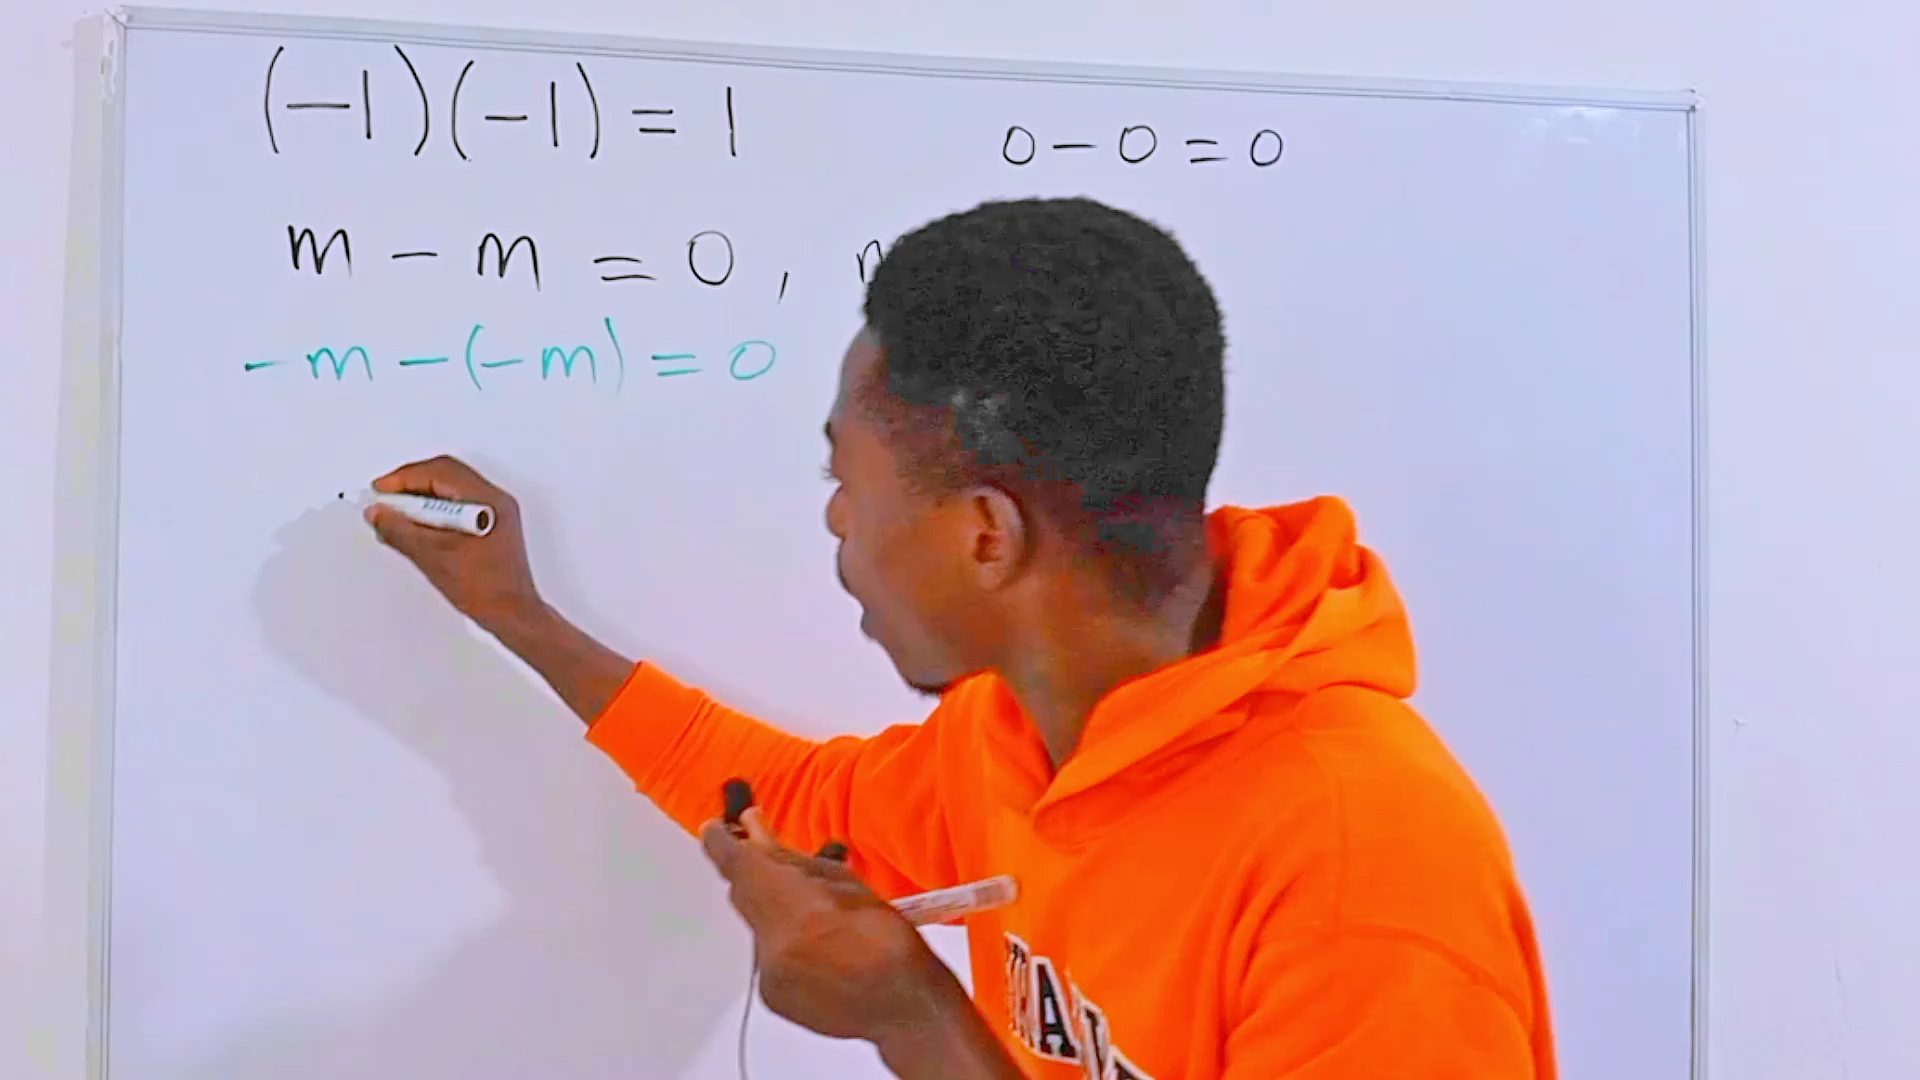 (-1)(-1) = 1
0 - 0 = 0
m - m = 0,
-m - (-m) = 0